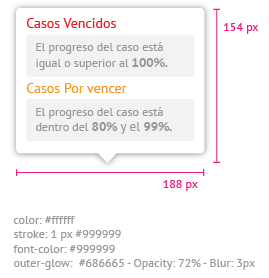 Casos Vencidos
154 px
El progreso del caso está
igual o superior al 100%.
Casos Por vencer
El progreso del caso está
dentro del 80% y el 99%.
188 px
color: #ffffff
stroke: 1 px #999999
font-color: #999999
outer-glow:  #686665 - Opacity: 72% - Blur: 3px